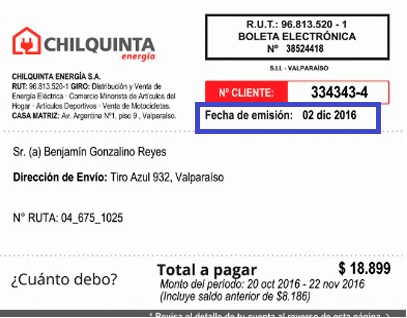 R.U.T.: 96.813.520 - 1
BOLETA ELECTRÓNICA
Nº 38524418
S.I.I. - VALPARAÍSO
CHILQUINTA
energía
CHILQUINTA ENERGÍA S.A.
RUT: 96.813.520-1 GIRO: Distribución y Venta de
Energía Eléctrica - Comercio Minorista de Artículos del
Hogar - Artículos Deportivos - Venta de Motocicletas.
CASA MATRIZ: Av. Argentina Nº1, piso 9 , Valparaíso.
Nº CLIENTE: 334343-4
Fecha de emisión: 02 dic 2016
Sr. (a) Benjamín Gonzalino Reyes
Dirección de Envío: Tiro Azul 932, Valparaíso
N° RUTA: 04_675_1025
¿Cuánto debo?
Total a pagar $ 18.899
Monto del período: 20 oct 2016 - 22 nov 2016
(Incluye saldo anterior de $8.186)
* Revisa el detalle de tu cuenta al reverso de esta página >